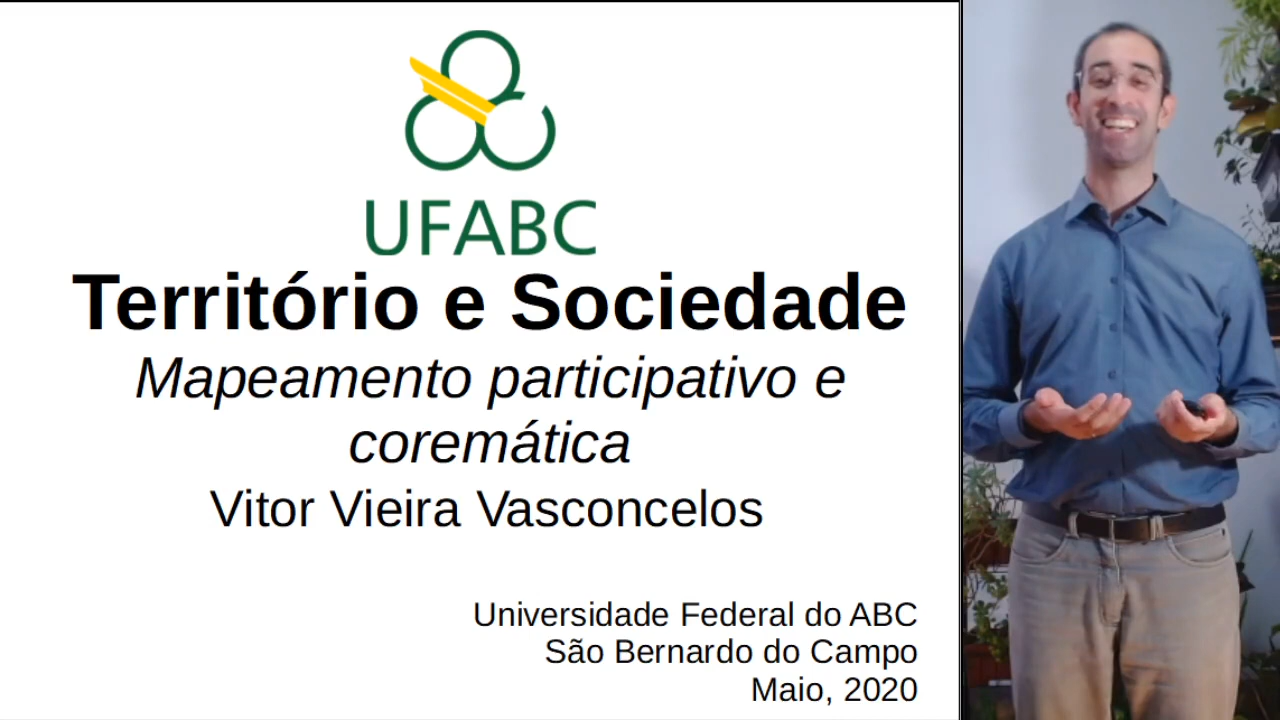 UFABC
Território e Sociedade
Mapeamento participativo e
coremática
Vitor Vieira Vasconcelos
Universidade Federal do ABC
São Bernardo do Campo
Maio, 2020